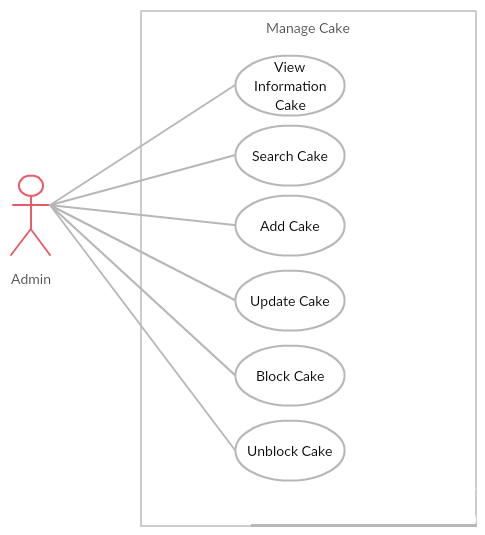 Manage Cake
View
Information
Cake
Search Cake
Add Cake
Update Cake
Block Cake
Unblock Cake
Admin